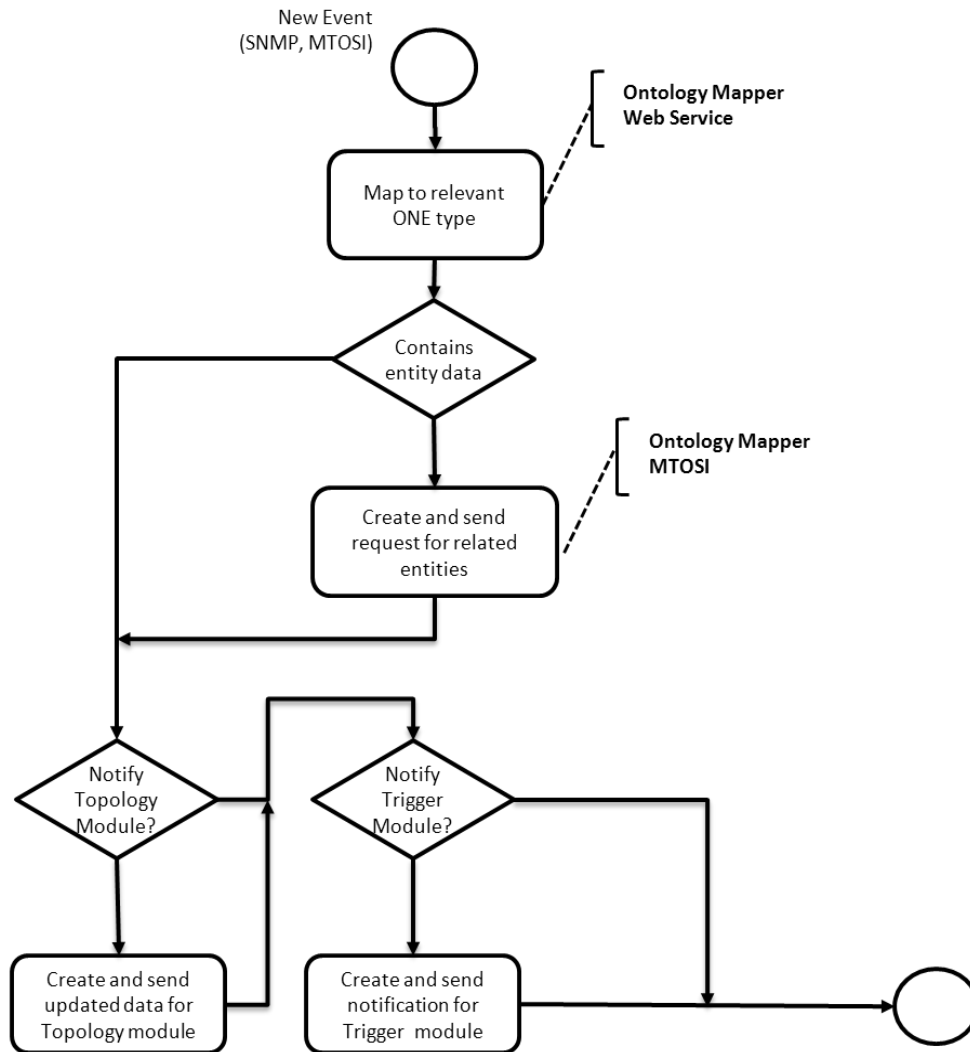 New Event
(SNMP, MTOSI)
Ontology Mapper
Web Service
Map to relevant
ONE type
Contains
entity data
Ontology Mapper
MTOSI
Create and send
request for related
entities
Notify
Topology
Module?
Notify
Trigger
Module?
Create and send
updated data for
Topology module
Create and send
notification for
Trigger module